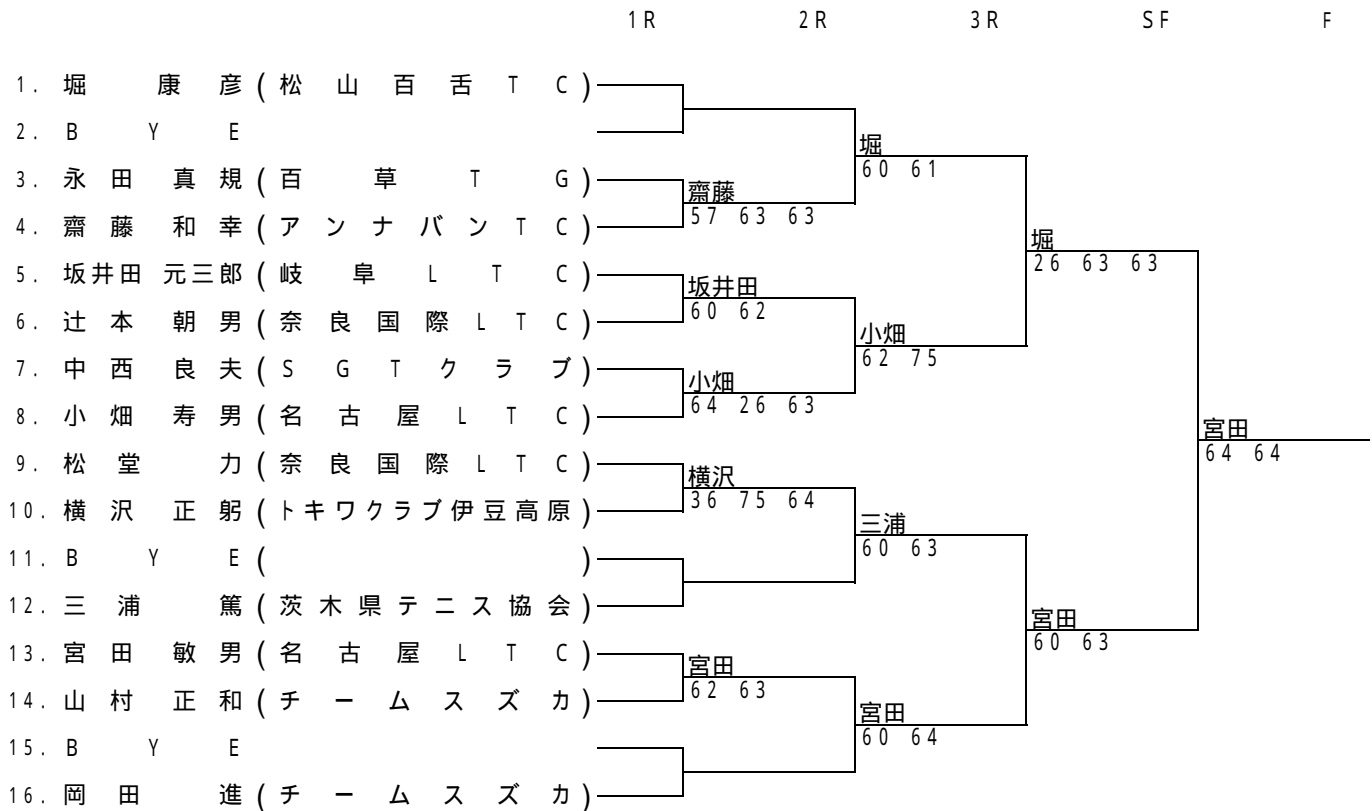 1R 2R 3R SF F
1. 堀 康彦 (松山百舌TC)
2. BYE
堀
60 61
3. 永田 真規 (百草TG)
齋藤
57 63 63
4. 齋藤 和幸 (アンナバンTC)
堀
26 63 63
5. 坂井田 元三郎 (岐阜LTC)
坂井田
60 62
6. 辻本 朝男 (奈良国際LTC)
小畑
62 75
7. 中西 良夫 (SGTクラブ)
小畑
64 26 63
8. 小畑 寿男 (名古屋LTC)
宮田
64 64
9. 松堂 力 (奈良国際LTC)
横沢
36 75 64
10. 横沢 正躬 (トキワクラブ伊豆高原)
三浦
60 63
11. BYE ( )
12. 三浦 篤 (茨木県テニス協会)
宮田
60 63
13. 宮田 敏男 (名古屋LTC)
宮田
62 63
14. 山村 正和 (チームスズカ)
宮田
60 64
15. BYE
16. 岡田 進 (チームスズカ)